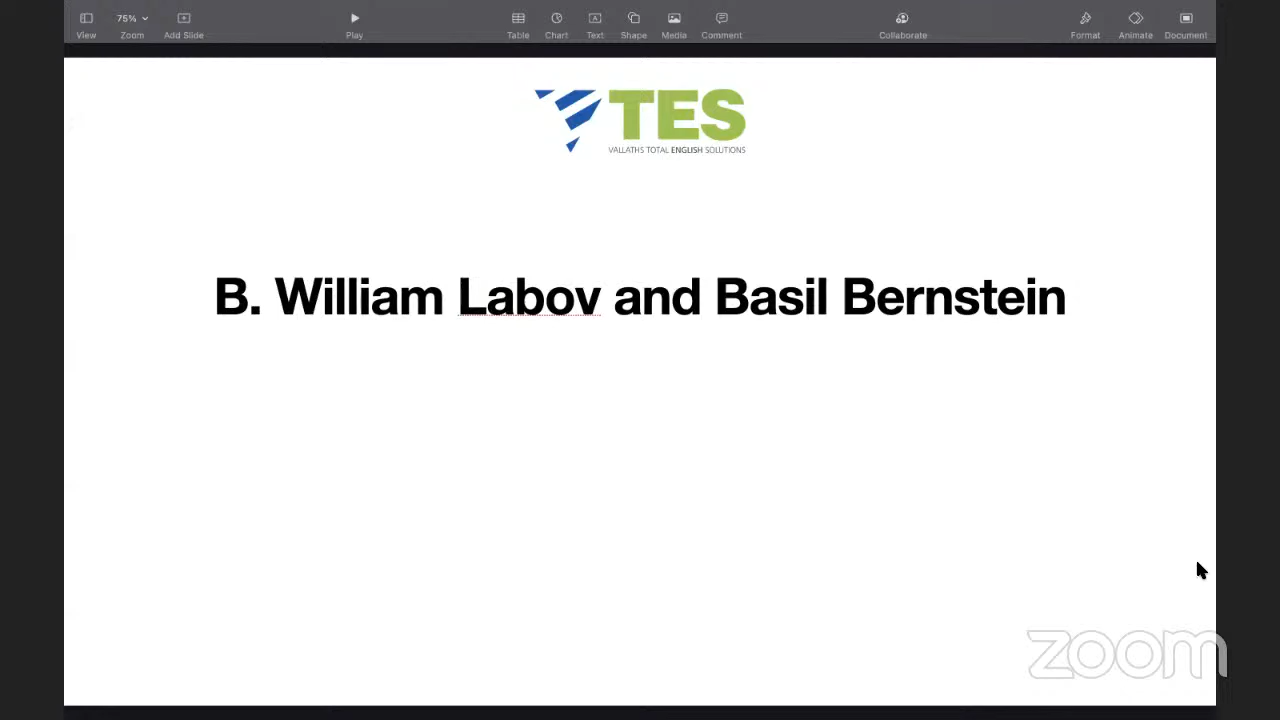 75%
View Zoom Add Slide Play Table Chart Text Shape Media Comment Collaborate Format Animate Document
TES
VALLATHS TOTAL ENGLISH SOLUTIONS
B. William Labov and Basil Bernstein
zoom